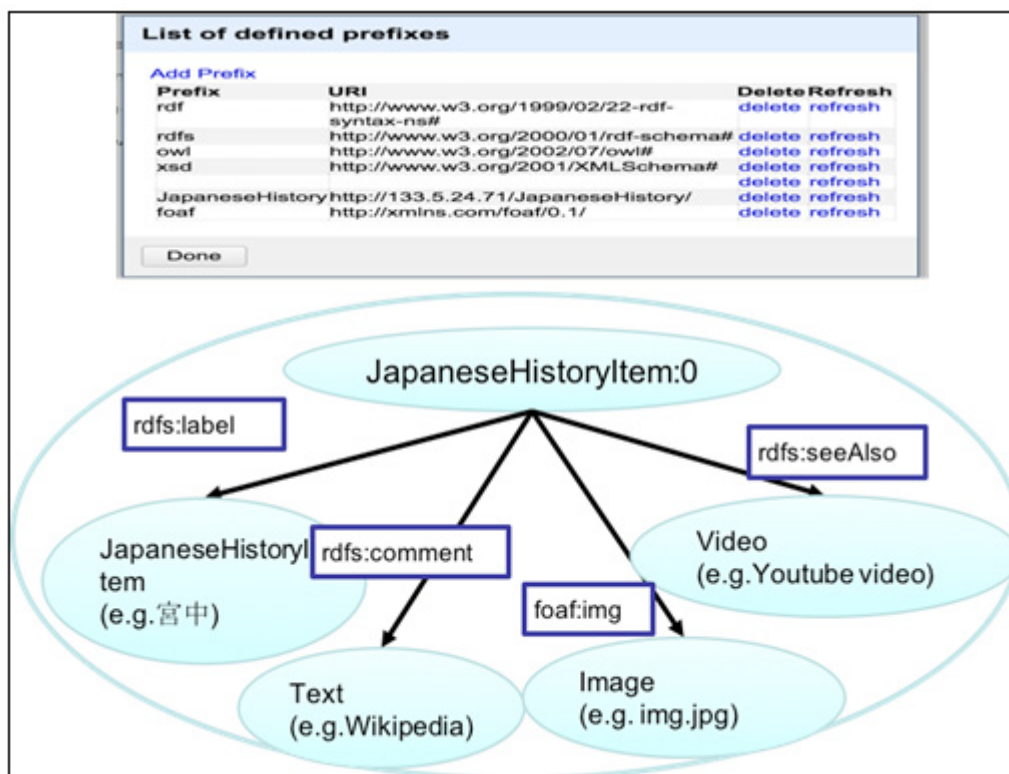 List of defined prefixes
Add Prefix
Prefix URI Delete Refresh
rdf http://www.w3.org/1999/02/22-rdf- delete refresh
syntax-ns#
rdfs http://www.w3.org/2000/01/rdf-schema# delete refresh
owl http://www.w3.org/2002/07/owl# delete refresh
xsd http://www.w3.org/2001/XMLSchema# delete refresh
delete refresh
JapaneseHistory http://133.5.24.71/JapaneseHistory/ delete refresh
foaf http://xmlns.com/foaf/0.1/ delete refresh
Done
JapaneseHistoryItem:0
rdfs:label
rdfs:seeAlso
JapaneseHistoryI
tem
(e.g.宮中)
rdfs:comment
Video
(e.g.Youtube video)
foaf:img
Text
(e.g.Wikipedia)
Image
(e.g. img.jpg)